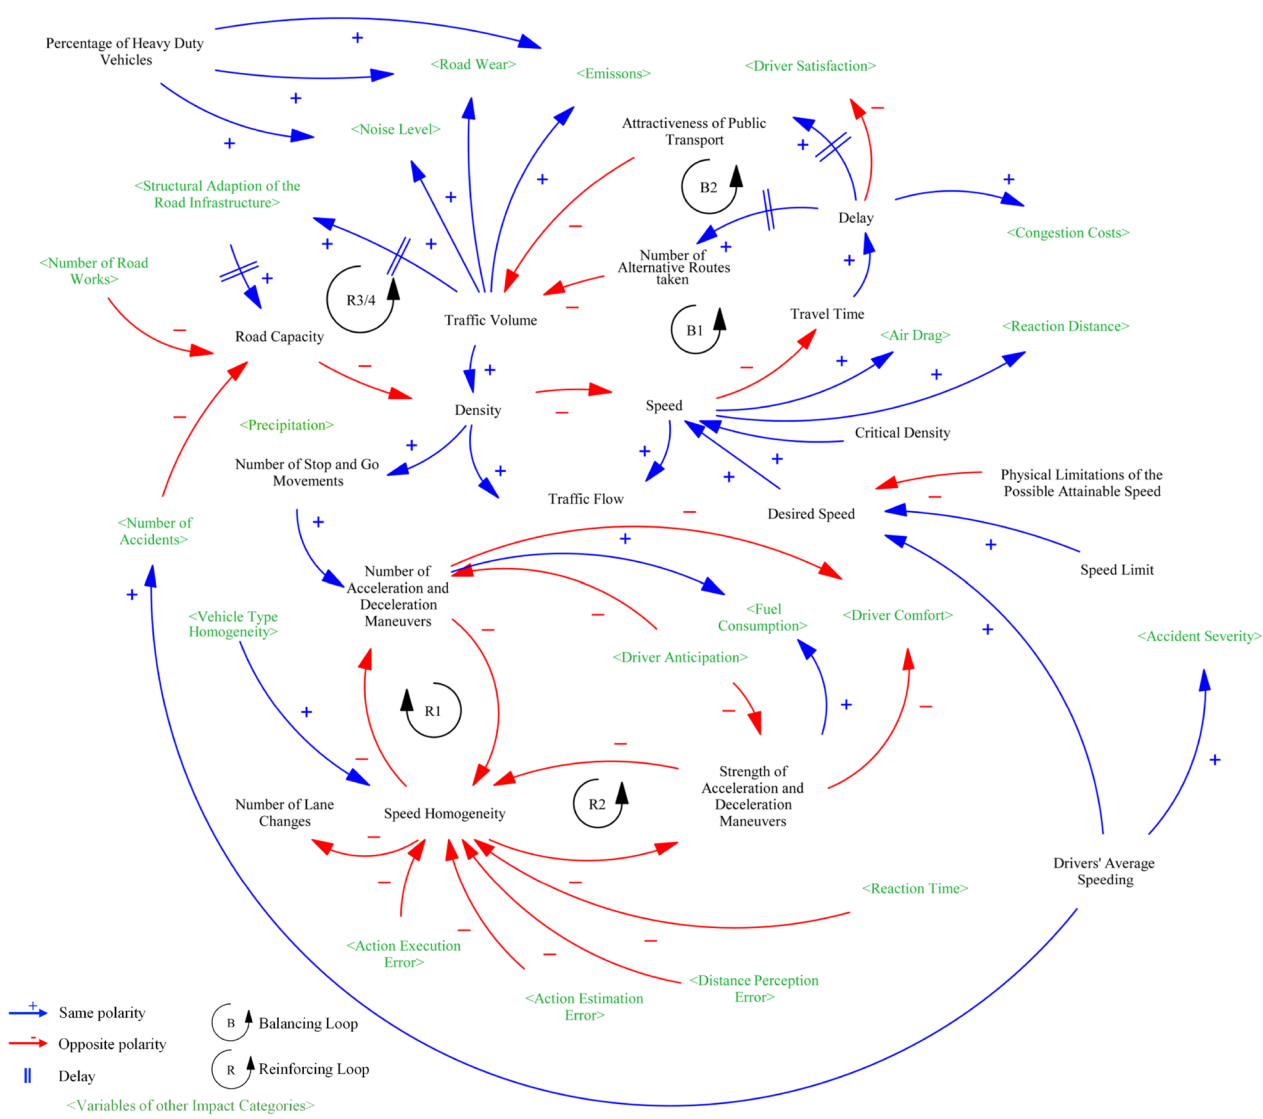 Percentage of Heavy Duty
Vehicles
+
+
+
<Road Wear>
<Emissons>
<Driver Satisfaction>
<Noise Level>
Attractiveness of Public
Transport
<Structural Adaption of the
Road Infrastructure>
+
+
+
+
+
B2
−
+
−
Delay
+
<Congestion Costs>
<Number of Road
Works>
+
R3/4
Number of
Alternative Routes
taken
+
−
+
Travel Time
Traffic Volume
B1
−
Road Capacity
−
+
−
−
+
+
<Air Drag>
<Reaction Distance>
Density
−
Speed
−
<Precipitation>
Critical Density
+
Number of Stop and Go
Movements
+
+
+
+
Traffic Flow
Desired Speed
Physical Limitations of the
Possible Attainable Speed
−
<Number of
Accidents>
+
−
+
+
Speed Limit
Number of
Acceleration and
Deceleration
Maneuvers
+
<Vehicle Type
Homogeneity>
−
−
<Fuel
Consumption>
<Driver Comfort>
+
<Accident Severity>
<Driver Anticipation>
+
R1
−
−
+
−
+
−
R2
Strength of
Acceleration and
Deceleration
Maneuvers
Number of Lane
Changes
Speed Homogeneity
−
−
−
Drivers' Average
Speeding
<Reaction Time>
−
−
−
<Action Execution
Error>
<Action Estimation
Error>
<Distance Perception
Error>
+
Same polarity
-
Opposite polarity
Delay
B
Balancing Loop
R
Reinforcing Loop
<Variables of other Impact Categories>